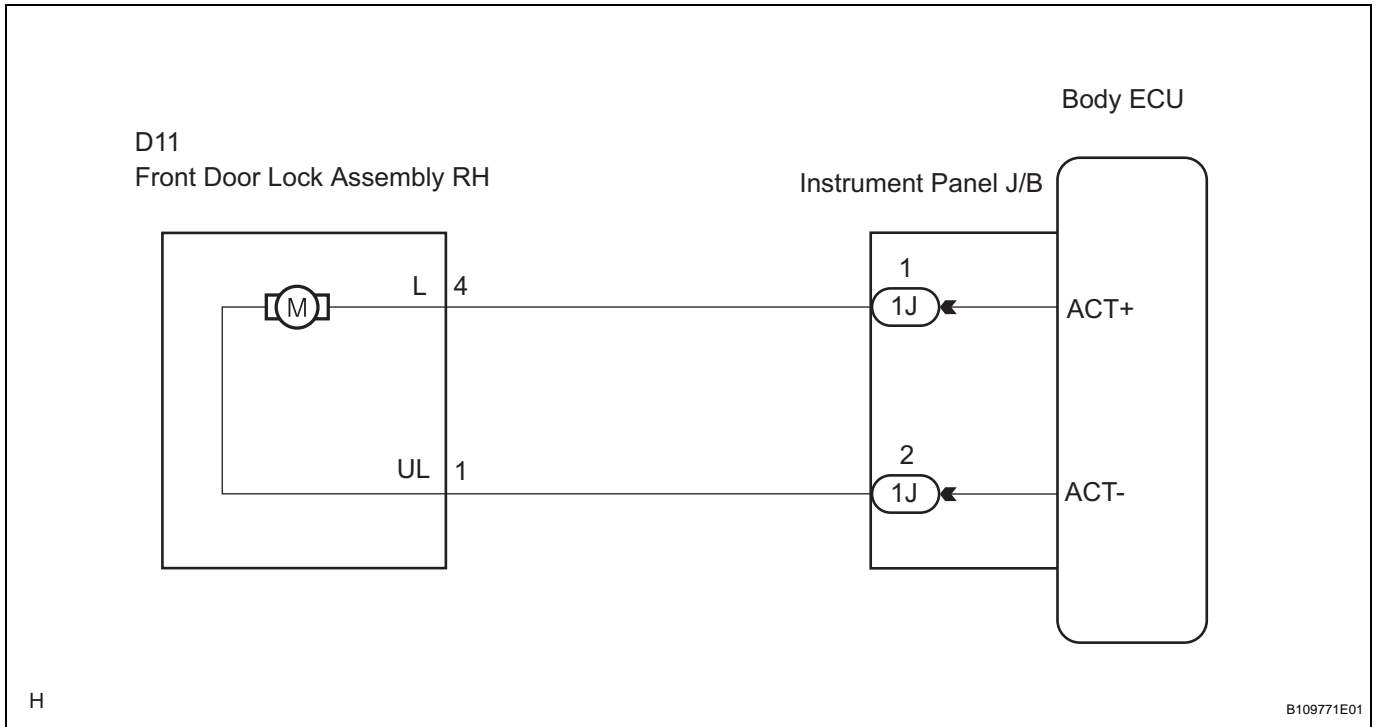 Body ECU
D11
Front Door Lock Assembly RH
Instrument Panel J/B
M
L 4
1
1J
ACT+
UL 1
2
1J
ACT-
H
B109771E01